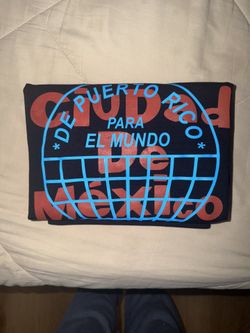 Ciudad
* DE PUERTO RICO *
PARA
EL MUNDO
De
México